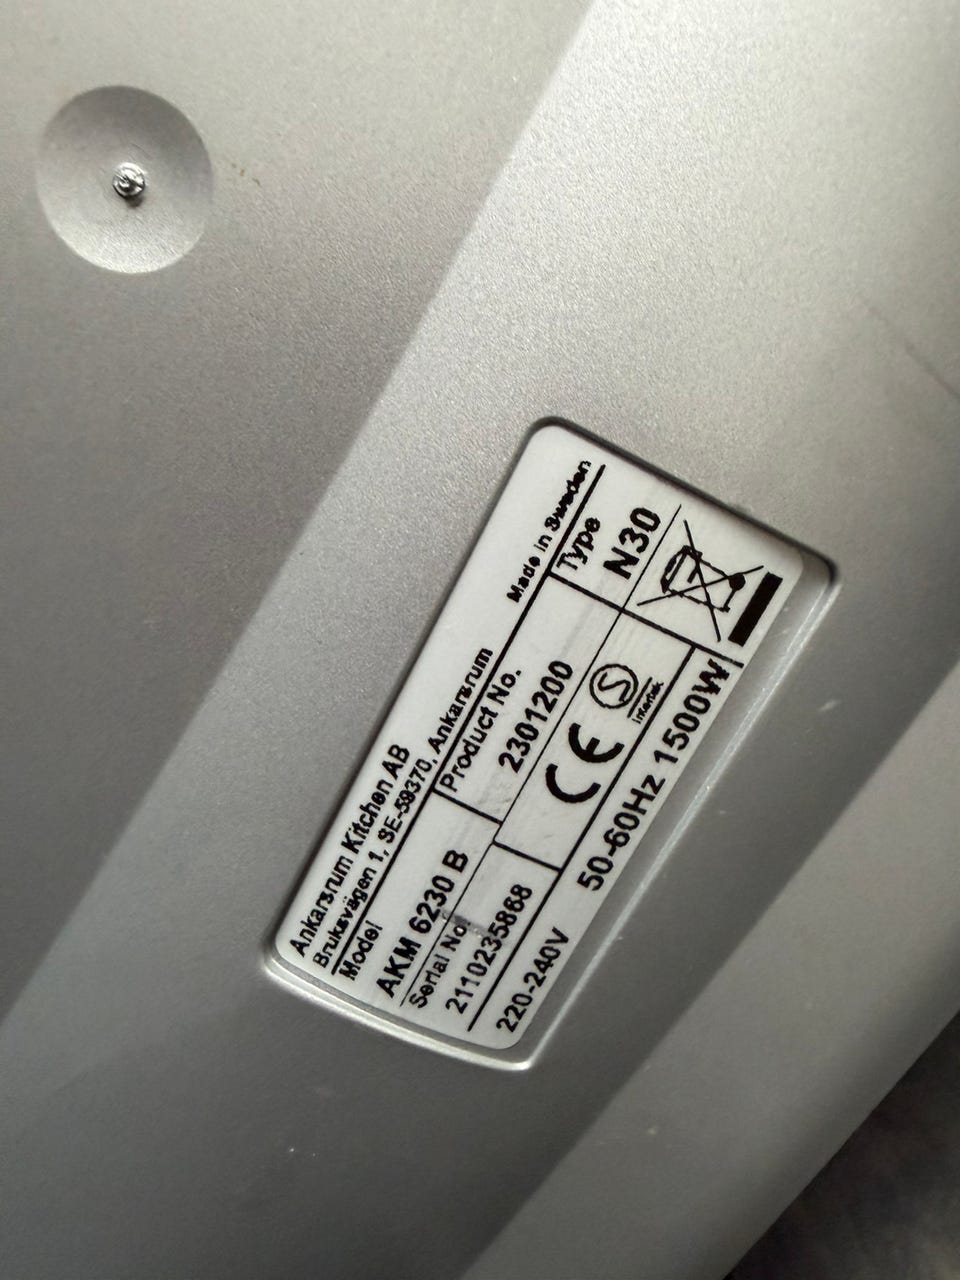 Ankarsrum Kitchen AB
Bruksvägen 1, SE-59370, Ankarsrum
Made in Sweden
Model
AKM 6230 B
Product No.
2301200
Type
N30
Serial No.
2110235868
CE
S
Intertek
220-240V
50-60Hz 1500W